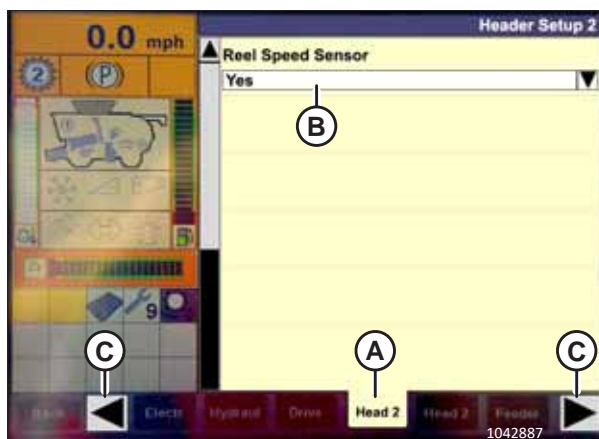 Header Setup 2
0.0 mph
Reel Speed Sensor
Yes
2
P
B
9
C
A
C
Back
Electr
Hydraul
Drive
Head 2
Head 2
Feeder
1042887